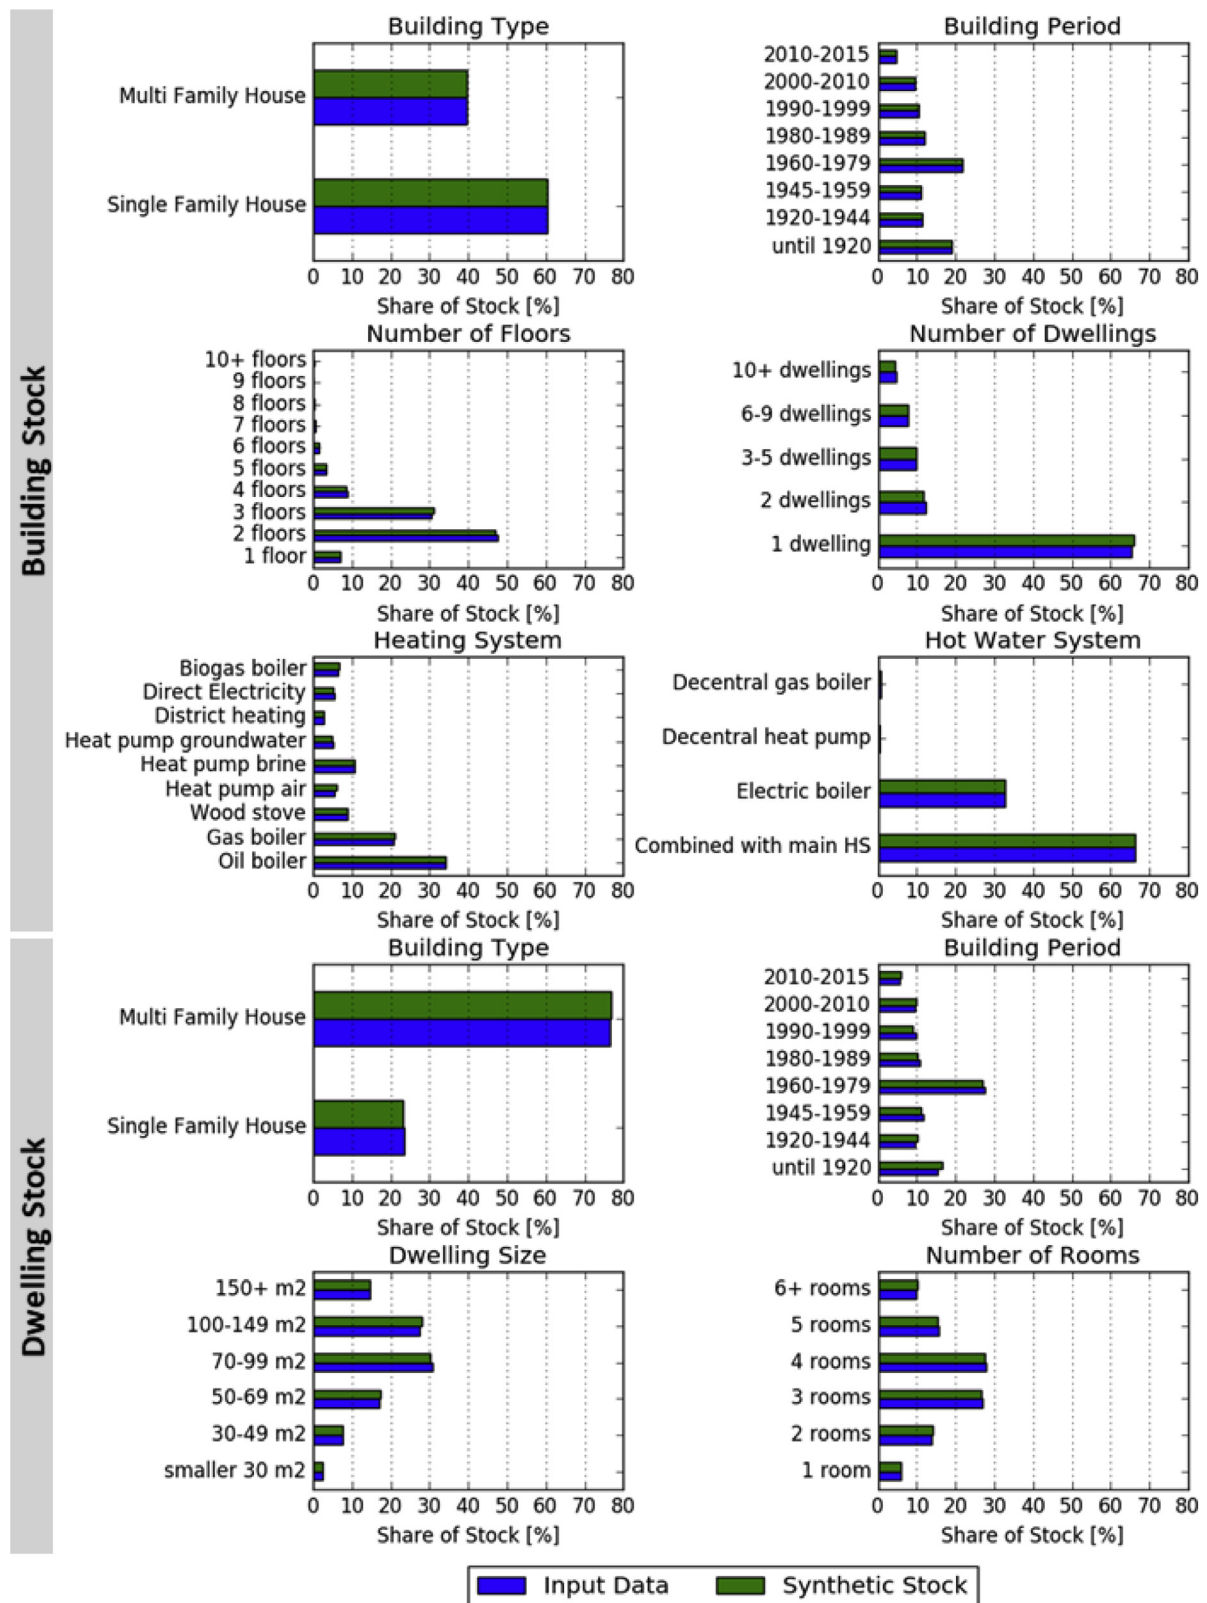 Building Stock
Building Type
Multi Family House
Single Family House
0 10 20 30 40 50 60 70 80
Share of Stock [%]
Building Period
2010-2015
2000-2010
1990-1999
1980-1989
1960-1979
1945-1959
1920-1944
until 1920
0 10 20 30 40 50 60 70 80
Share of Stock [%]
Number of Floors
10+ floors
9 floors
8 floors
7 floors
6 floors
5 floors
4 floors
3 floors
2 floors
1 floor
0 10 20 30 40 50 60 70 80
Share of Stock [%]
Number of Dwellings
10+ dwellings
6-9 dwellings
3-5 dwellings
2 dwellings
1 dwelling
0 10 20 30 40 50 60 70 80
Share of Stock [%]
Heating System
Biogas boiler
Direct Electricity
District heating
Heat pump groundwater
Heat pump brine
Heat pump air
Wood stove
Gas boiler
Oil boiler
0 10 20 30 40 50 60 70 80
Share of Stock [%]
Hot Water System
Decentral gas boiler
Decentral heat pump
Electric boiler
Combined with main HS
0 10 20 30 40 50 60 70 80
Share of Stock [%]
Dwelling Stock
Building Type
Multi Family House
Single Family House
0 10 20 30 40 50 60 70 80
Share of Stock [%]
Building Period
2010-2015
2000-2010
1990-1999
1980-1989
1960-1979
1945-1959
1920-1944
until 1920
0 10 20 30 40 50 60 70 80
Share of Stock [%]
Dwelling Size
150+ m2
100-149 m2
70-99 m2
50-69 m2
30-49 m2
smaller 30 m2
0 10 20 30 40 50 60 70 80
Share of Stock [%]
Number of Rooms
6+ rooms
5 rooms
4 rooms
3 rooms
2 rooms
1 room
0 10 20 30 40 50 60 70 80
Share of Stock [%]
Input Data
Synthetic Stock